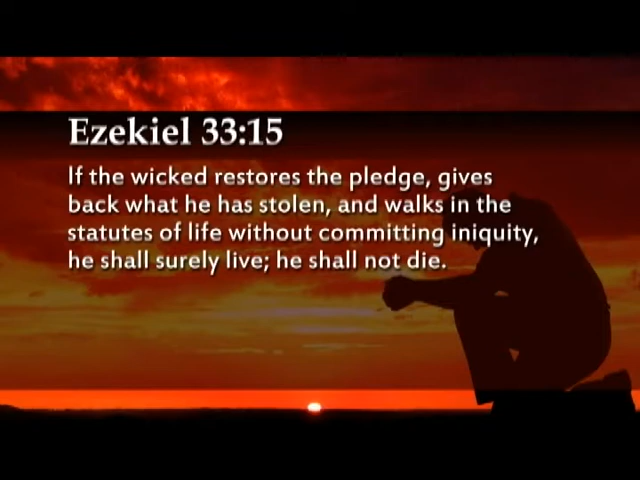 Ezekiel 33:15
If the wicked restores the pledge, gives
back what he has stolen, and walks in the
statutes of life without committing iniquity,
he shall surely live; he shall not die.